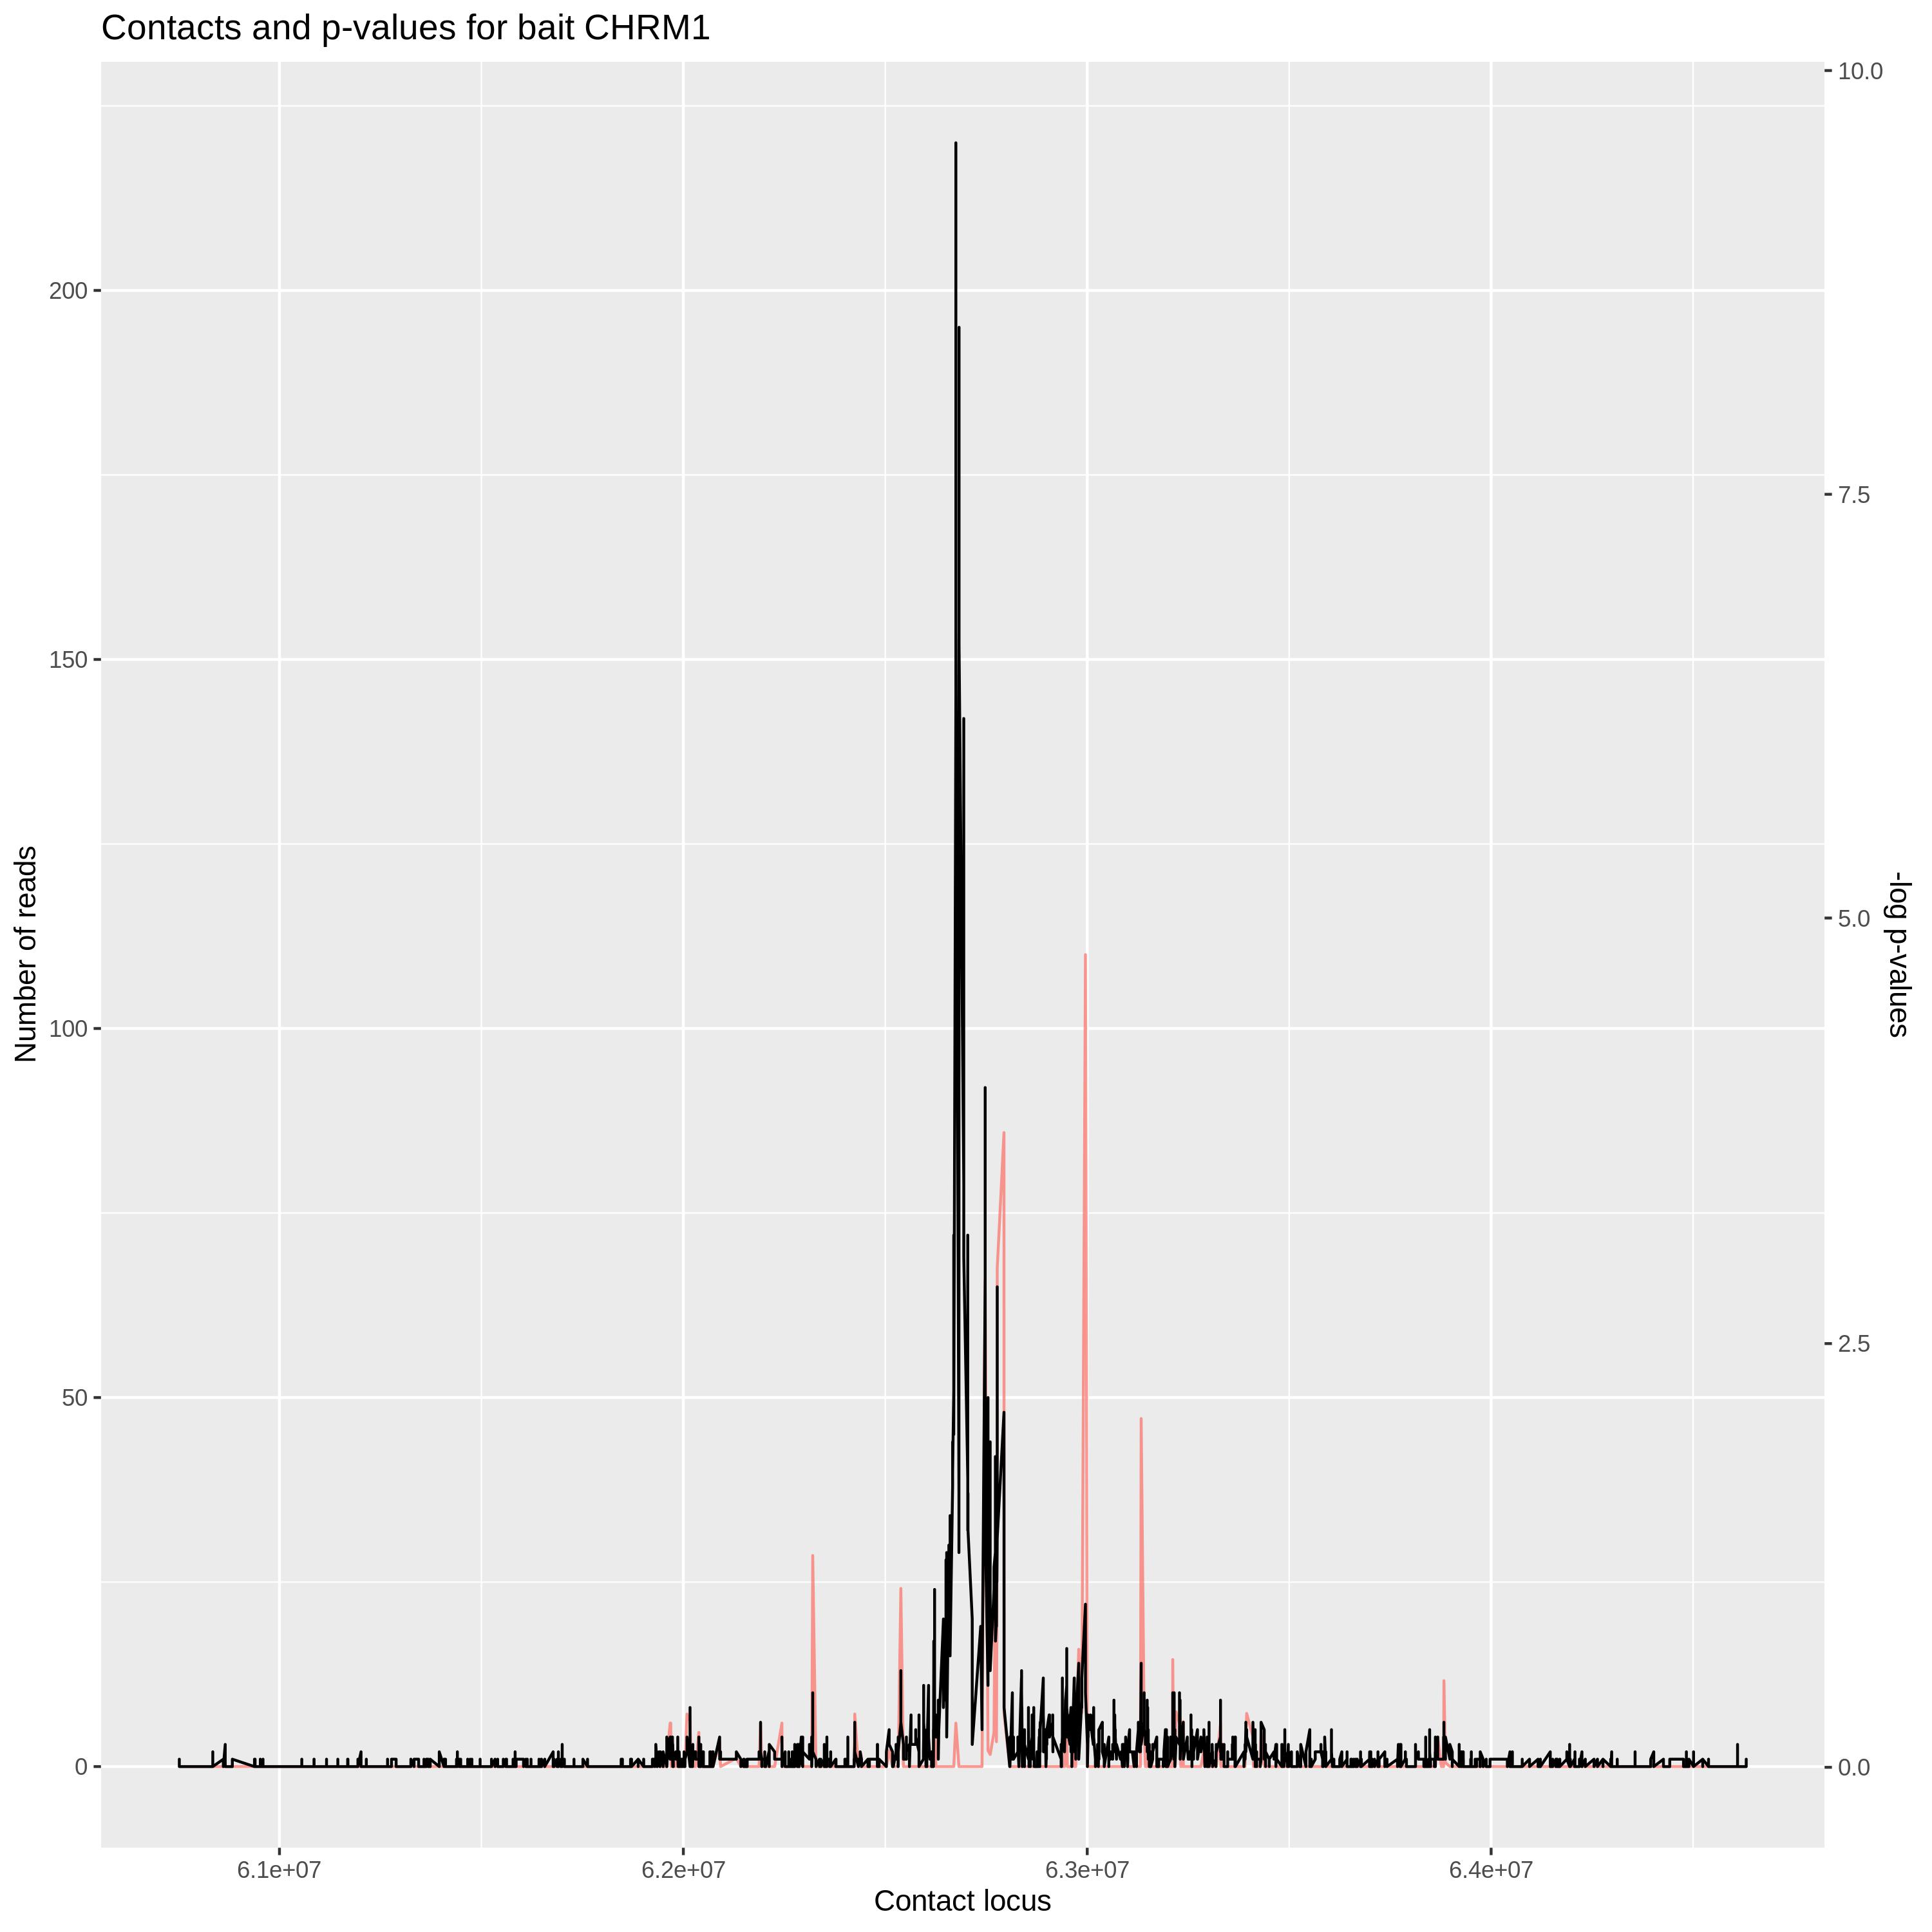 Contacts and p-values for bait CHRM1
Number of reads
200
150
100
50
0
10.0
7.5
5.0
2.5
0.0
-log p-values
6.1e+07
6.2e+07
6.3e+07
6.4e+07
Contact locus